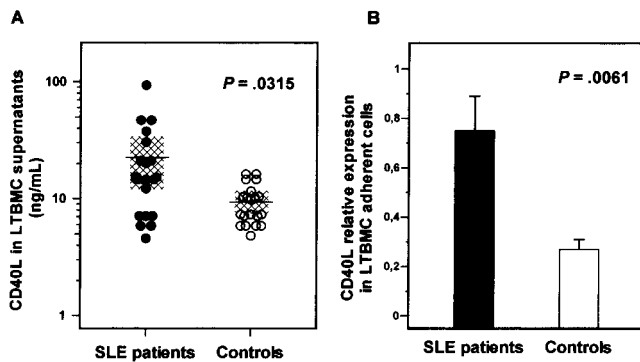 A
CD40L in LTBMC supernatants
(ng/mL)
100
10
1
P = .0315
SLE patients
Controls
B
CD40L relative expression
in LTBMC adherent cells
1
0,8
0,6
0,4
0,2
0
P = .0061
SLE patients
Controls